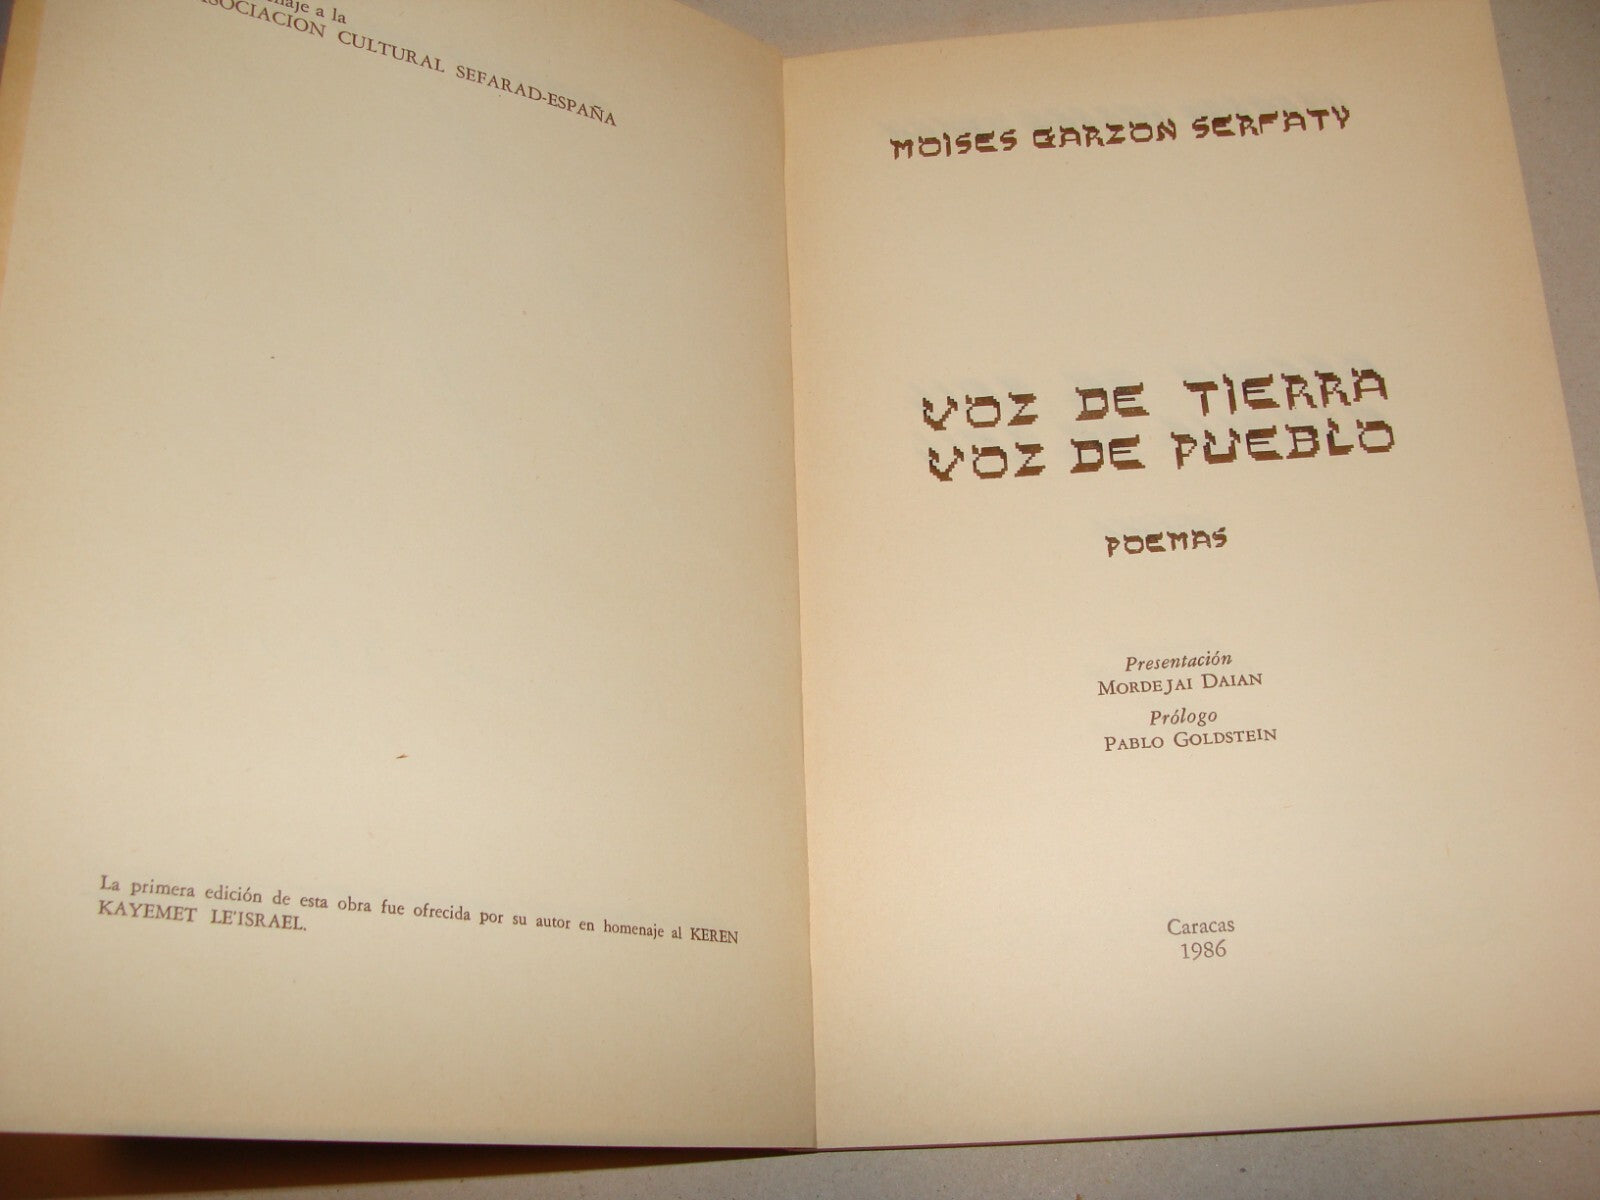 a la
ASOCIACION CULTURAL SEFARAD-ESPAÑA
La primera edición de esta obra fue ofrecida por su autor en homenaje al KEREN
KAYEMET LE'ISRAEL.
MOISES GARZON SERFATY
VOZ DE TIERRA
VOZ DE PUEBLO
POEMAS
Presentación
MORDEJAI DAIAN
Prólogo
PABLO GOLDSTEIN
Caracas
1986